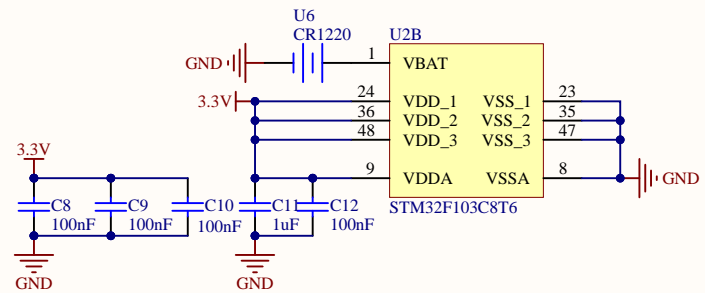 U6
CR1220
U2B
GND
1
VBAT
3.3V
24
VDD_1
VSS_1
23
36
VDD_2
VSS_2
35
48
VDD_3
VSS_3
47
9
VDDA
VSSA
8
GND
STM32F103C8T6
3.3V
C8
100nF
C9
100nF
C10
100nF
C11
1uF
C12
100nF
GND
GND